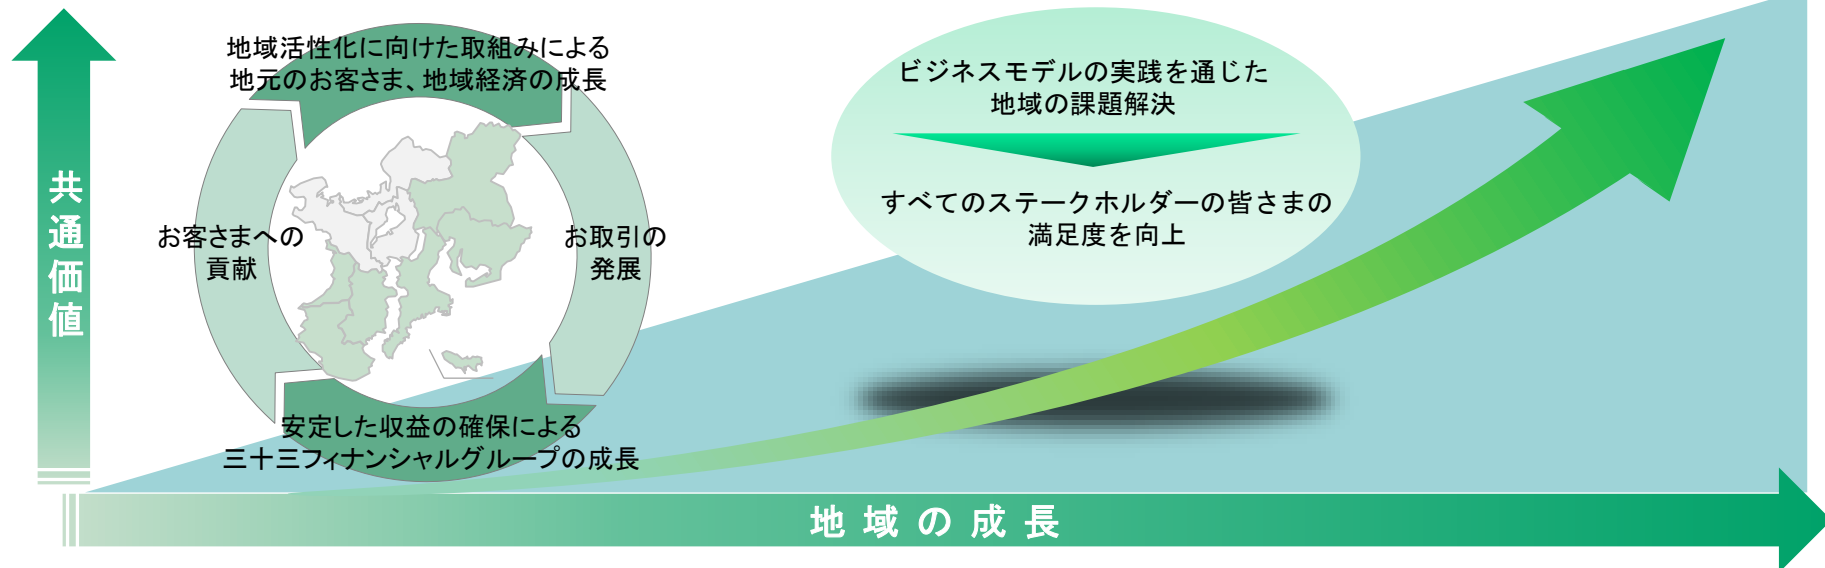 共通価値
地域活性化に向けた取組みによる
地元のお客さま、地域経済の成長
お客さまへの
貢献
お取引の
発展
安定した収益の確保による
三十三フィナンシャルグループの成長
ビジネスモデルの実践を通じた
地域の課題解決
すべてのステークホルダーの皆さまの
満足度を向上
地域の成長